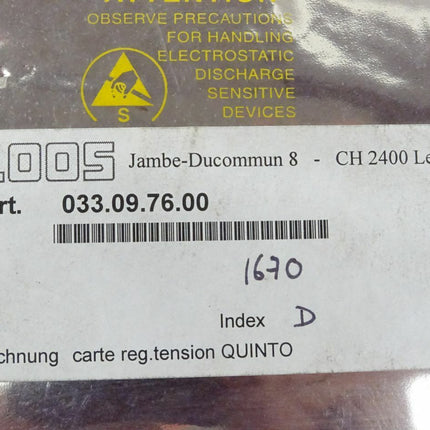 ATTENTION
OBSERVE PRECAUTIONS
FOR HANDLING
ELECTROSTATIC
DISCHARGE
SENSITIVE
DEVICES
S
LOOS Jambe-Ducommun 8 - CH 2400 Le
rt. 033.09.76.00
1670
Index D
chnung carte reg.tension QUINTO